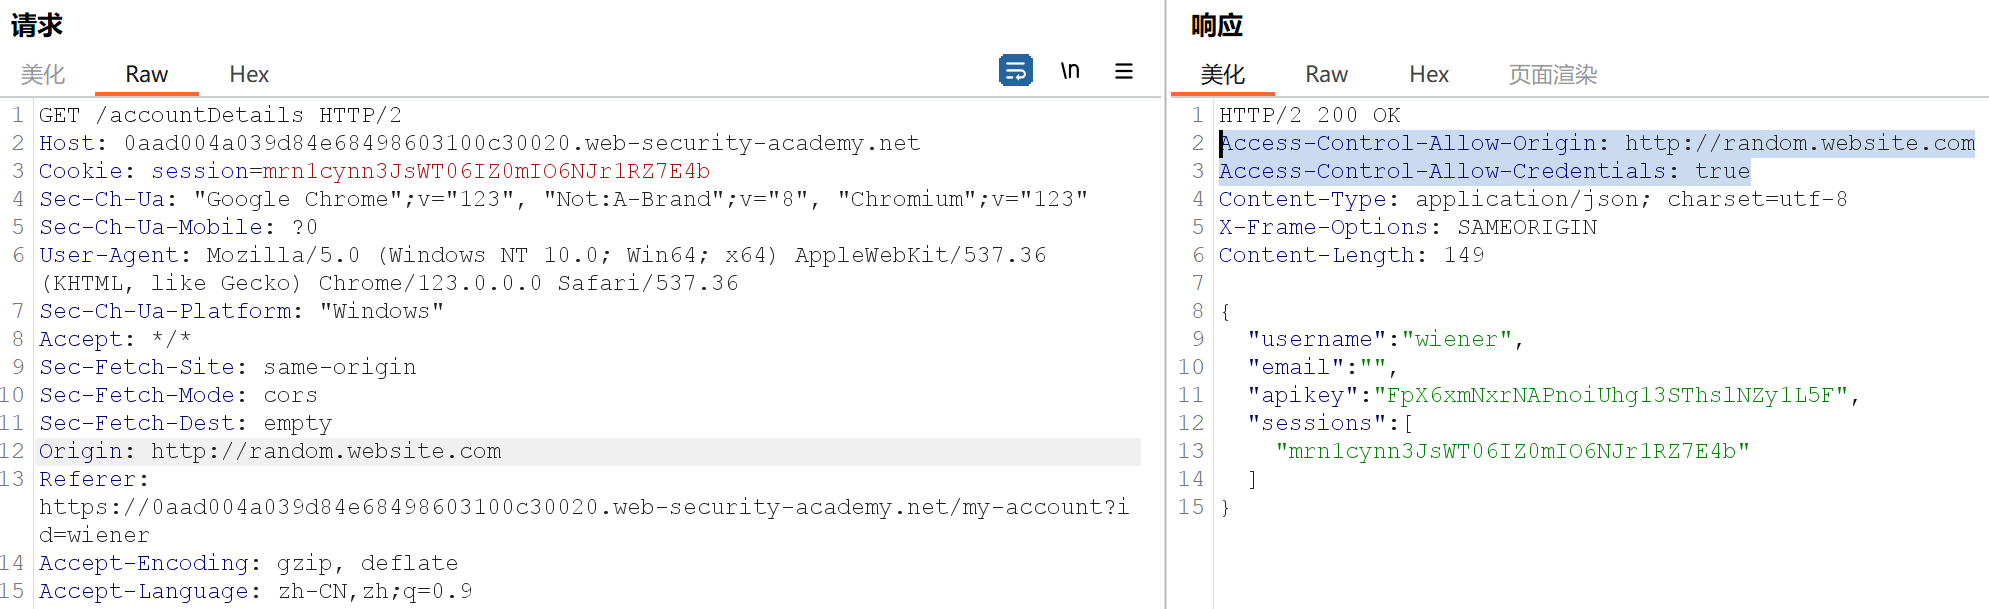 请求
美化 Raw Hex \n
1 GET /accountDetails HTTP/2
2 Host: 0aad004a039d84e68498603100c30020.web-security-academy.net
3 Cookie: session=mrn1cynn3JsWT06IZ0mIO6NJr1RZ7E4b
4 Sec-Ch-Ua: "Google Chrome";v="123", "Not:A-Brand";v="8", "Chromium";v="123"
5 Sec-Ch-Ua-Mobile: ?0
6 User-Agent: Mozilla/5.0 (Windows NT 10.0; Win64; x64) AppleWebKit/537.36
(KHTML, like Gecko) Chrome/123.0.0.0 Safari/537.36
7 Sec-Ch-Ua-Platform: "Windows"
8 Accept: */*
9 Sec-Fetch-Site: same-origin
10 Sec-Fetch-Mode: cors
11 Sec-Fetch-Dest: empty
12 Origin: http://random.website.com
13 Referer:
https://0aad004a039d84e68498603100c30020.web-security-academy.net/my-account?i
d=wiener
14 Accept-Encoding: gzip, deflate
15 Accept-Language: zh-CN,zh;q=0.9
响应
美化 Raw Hex 页面渲染
1 HTTP/2 200 OK
2 Access-Control-Allow-Origin: http://random.website.com
3 Access-Control-Allow-Credentials: true
4 Content-Type: application/json; charset=utf-8
5 X-Frame-Options: SAMEORIGIN
6 Content-Length: 149
7
8 {
9 "username":"wiener",
10 "email":"",
11 "apikey":"FpX6xmNxrNAPnoiUhg13SThslNZy1L5F",
12 "sessions":[
13 "mrn1cynn3JsWT06IZ0mIO6NJr1RZ7E4b"
14 ]
15 }